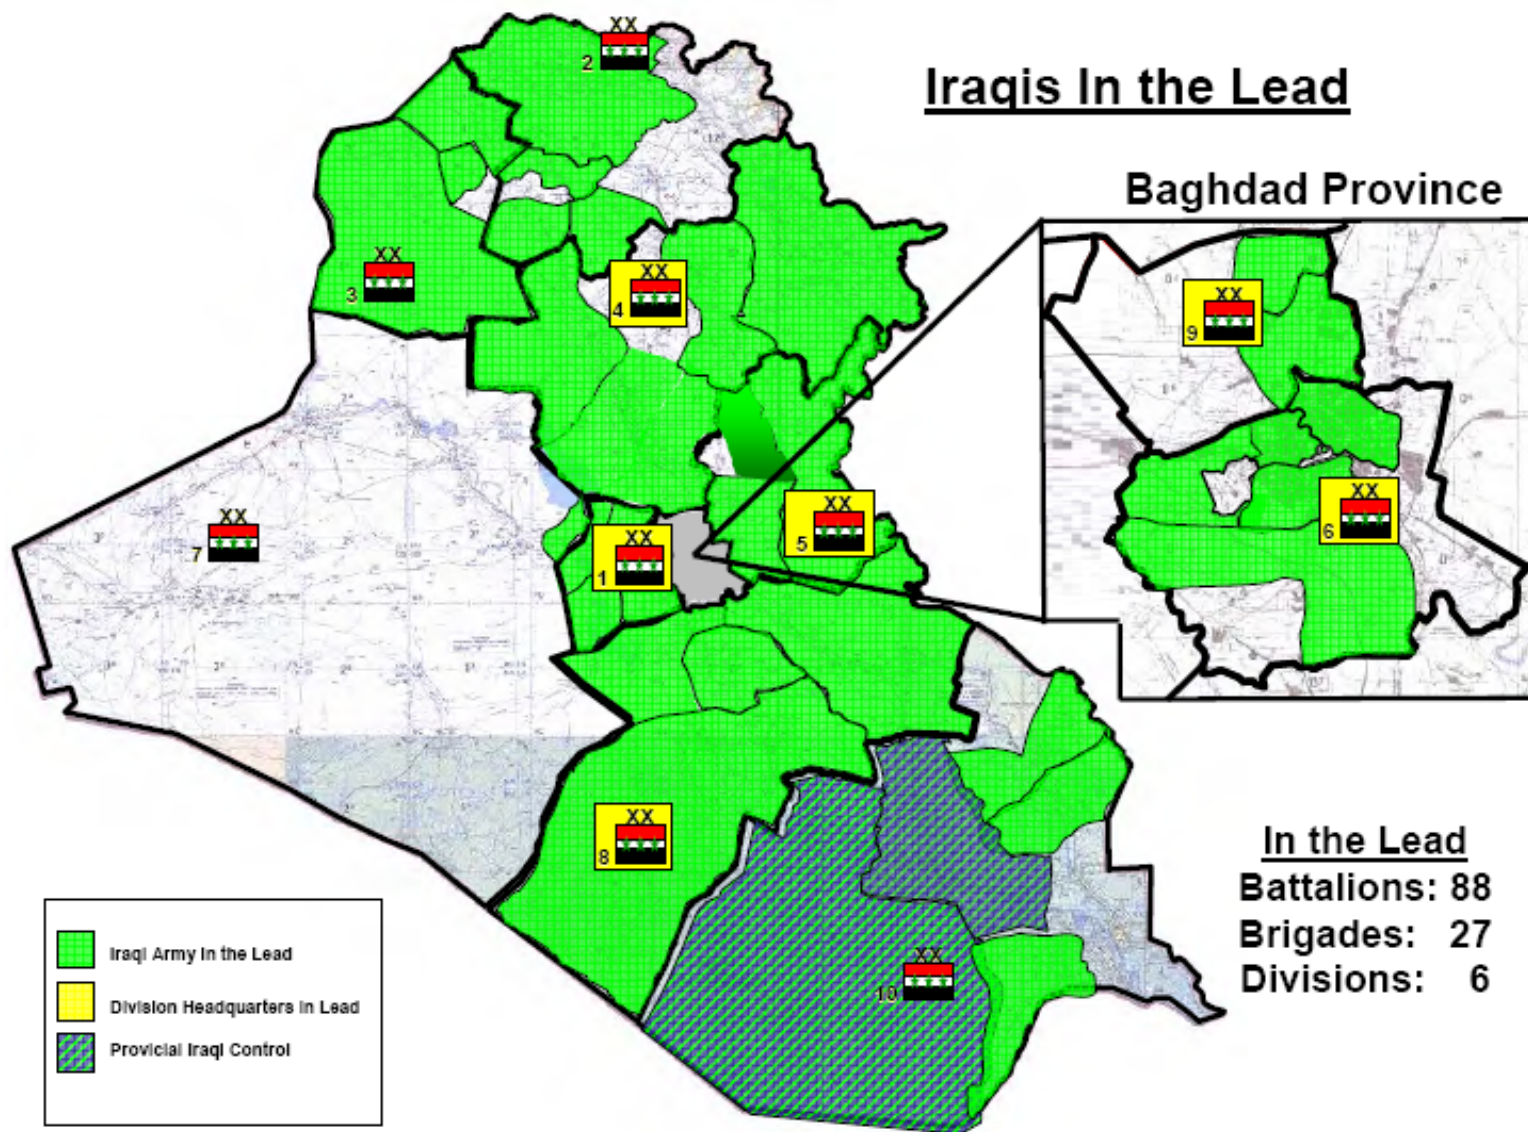 Iraqis In the Lead
Baghdad Province
XX
2
XX
3
XX
4
XX
9
XX
6
XX
7
XX
1
XX
5
XX
8
XX
10
In the Lead
Battalions: 88
Brigades: 27
Divisions: 6
Iraqi Army In the Lead
Division Headquarters In Lead
Provicial Iraqi Control